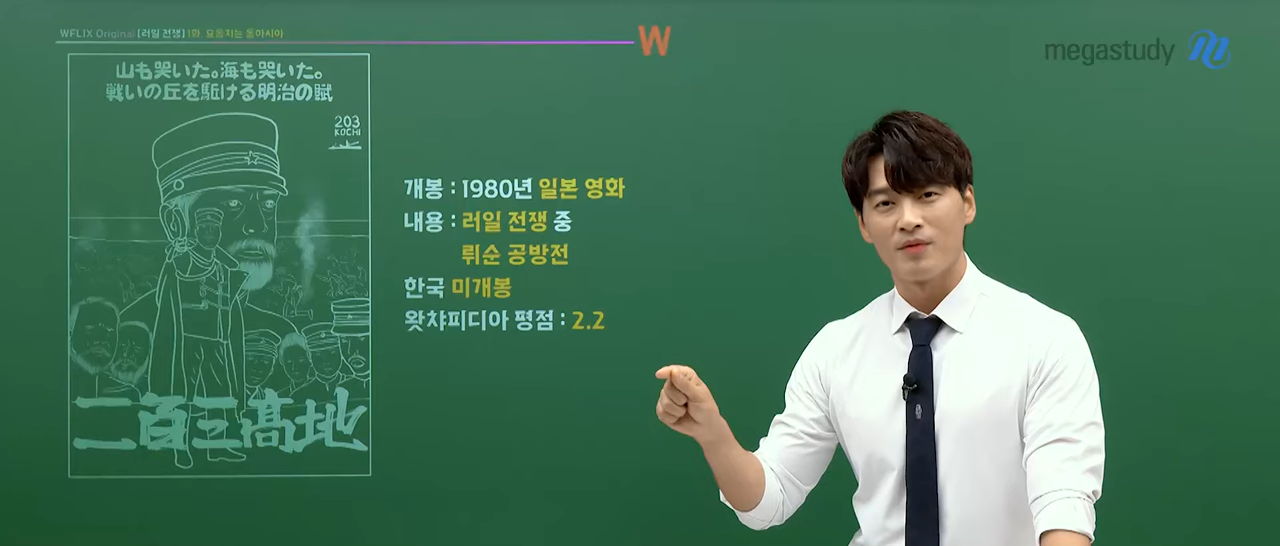 WFLIX Original [러일 전쟁] 1화. 요동치는 동아시아
W
megastudy
山も哭いた。海も哭いた。
戦いの丘を駈ける明治の賦
203
KOCHI
二百三高地
개봉 : 1980년 일본 영화
내용 : 러일 전쟁 중
뤼순 공방전
한국 미개봉
왓챠피디아 평점 : 2.2